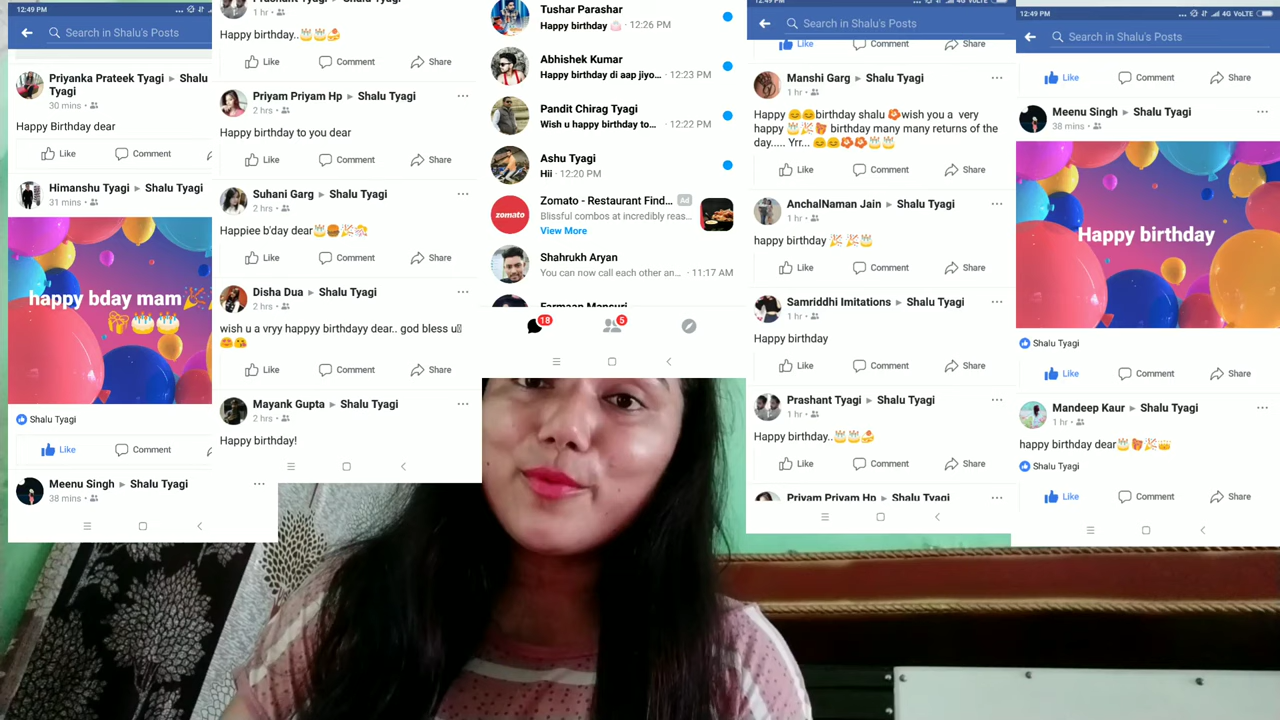 12:49 PM
Search in Shalu's Posts
Priyanka Prateek Tyagi ▸ Shalu
Tyagi
30 mins
Happy Birthday dear
Like Comment
Himanshu Tyagi ▸ Shalu Tyagi
31 mins
happy bday mam🎉
🎁🎂🎂
Shalu Tyagi
Like Comment
Meenu Singh ▸ Shalu Tyagi
38 mins
1 hr
Happy birthday..🎂🎂🍰
Like Comment Share
Priyam Priyam Hp ▸ Shalu Tyagi
2 hrs
Happy birthday to you dear
Like Comment Share
Suhani Garg ▸ Shalu Tyagi
2 hrs
Happiee b'day dear🎂🍔🎉🎊
Like Comment Share
Disha Dua ▸ Shalu Tyagi
2 hrs
wish u a vryy happyy birthdayy dear.. god bless u
😍😘
Like Comment Share
Mayank Gupta ▸ Shalu Tyagi
2 hrs
Happy birthday!
Tushar Parashar
Happy birthday 🎂 · 12:26 PM
Abhishek Kumar
Happy birthday di aap jiyo... · 12:23 PM
Pandit Chirag Tyagi
Wish u happy birthday to... · 12:22 PM
Ashu Tyagi
Hii · 12:20 PM
Zomato - Restaurant Find... Ad
Blissful combos at incredibly reas...
zomato
View More
Shahrukh Aryan
You can now call each other an... · 11:17 AM
Farmaan Mansuri
18 5
Search in Shalu's Posts
Like Comment Share
Manshi Garg ▸ Shalu Tyagi
1 hr
Happy 😊😊birthday shalu 🌺wish you a very
happy 🎂🎉🎁 birthday many many returns of the
day..... Yrr... 😊😊🌺🌺🎂🎂
Like Comment Share
AnchalNaman Jain ▸ Shalu Tyagi
1 hr
happy birthday 🎉🎉🎂
Like Comment Share
Samriddhi Imitations ▸ Shalu Tyagi
1 hr
Happy birthday
Like Comment Share
Prashant Tyagi ▸ Shalu Tyagi
1 hr
Happy birthday..🎂🎂🍰
Like Comment Share
Priyam Priyam Hp ▸ Shalu Tyagi
12:49 PM 4G VoLTE
Search in Shalu's Posts
Like Comment Share
Meenu Singh ▸ Shalu Tyagi
38 mins
Happy birthday
Shalu Tyagi
Like Comment Share
Mandeep Kaur ▸ Shalu Tyagi
1 hr
happy birthday dear🎂🎁🎉👑
Shalu Tyagi
Like Comment Share